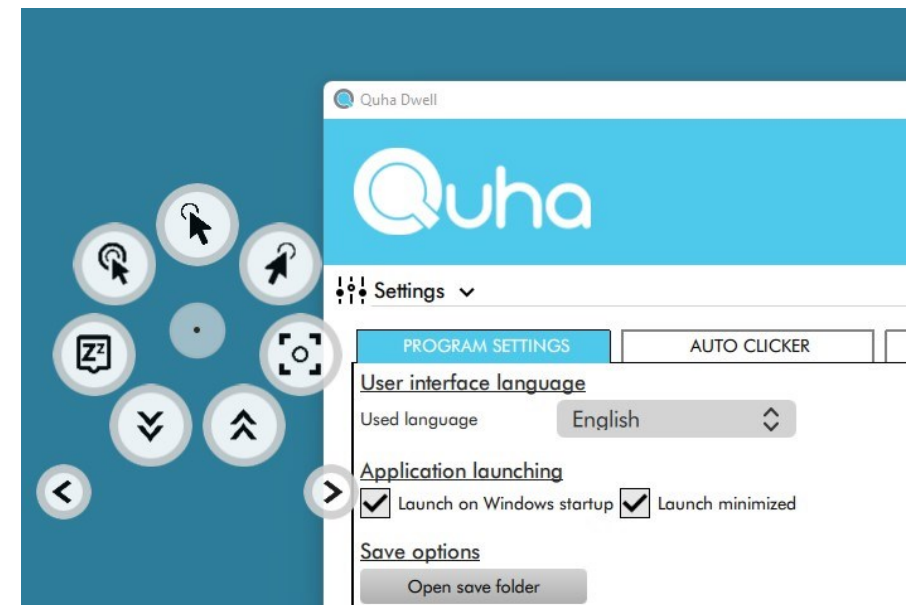 Quha Dwell
Quha
Settings
PROGRAM SETTINGS
AUTO CLICKER
User interface language
Used language
English
Application launching
Launch on Windows startup
Launch minimized
Save options
Open save folder
Zz